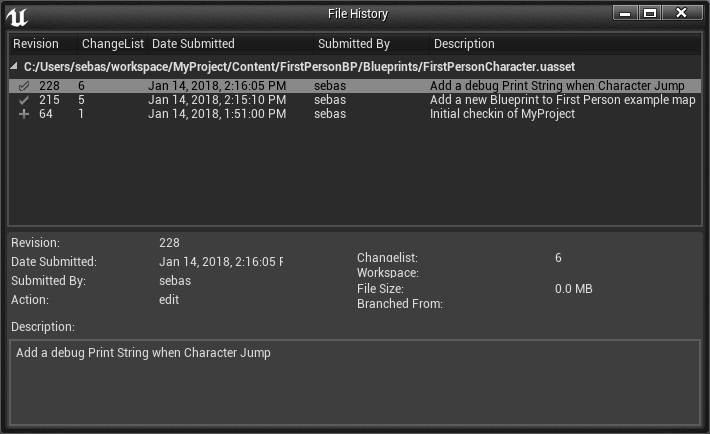 File History
Revision ChangeList Date Submitted Submitted By Description
C:/Users/sebas/workspace/MyProject/Content/FirstPersonBP/Blueprints/FirstPersonCharacter.uasset
228 6 Jan 14, 2018, 2:16:05 PM sebas Add a debug Print String when Character Jump
215 5 Jan 14, 2018, 2:15:10 PM sebas Add a new Blueprint to First Person example map
64 1 Jan 14, 2018, 1:51:00 PM sebas Initial checkin of MyProject
Revision: 228
Date Submitted: Jan 14, 2018, 2:16:05 P
Submitted By: sebas
Action: edit
Changelist: 6
Workspace:
File Size: 0.0 MB
Branched From:
Description:
Add a debug Print String when Character Jump